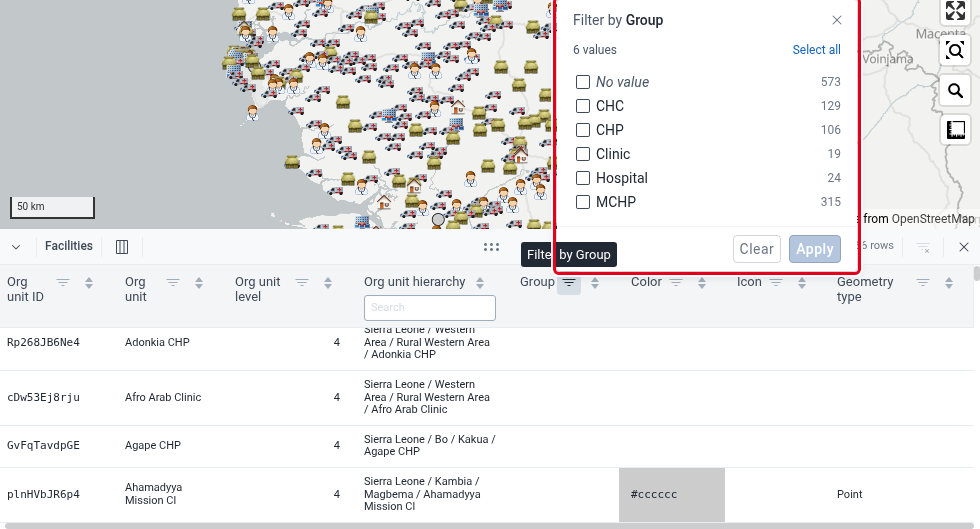 Macenta
Voinjama
50 km
from OpenStreetMap
Filter by Group
6 values
Select all
No value 573
CHC 129
CHP 106
Clinic 19
Hospital 24
MCHP 315
Clear
Apply
Facilities
Filter by Group
rows
Org unit ID
Org unit
Org unit level
Org unit hierarchy
Search
Group
Color
Icon
Geometry type
Rp268JB6Ne4
Adonkia CHP
4
Sierra Leone / Western
Area / Rural Western Area
/ Adonkia CHP
cDw53Ej8rju
Afro Arab Clinic
4
Sierra Leone / Western
Area / Rural Western Area
/ Afro Arab Clinic
GvFqTavdpGE
Agape CHP
4
Sierra Leone / Bo / Kakua /
Agape CHP
plnHVbJR6p4
Ahamadyya
Mission Cl
4
Sierra Leone / Kambia /
Magbema / Ahamadyya
Mission Cl
#cccccc
Point